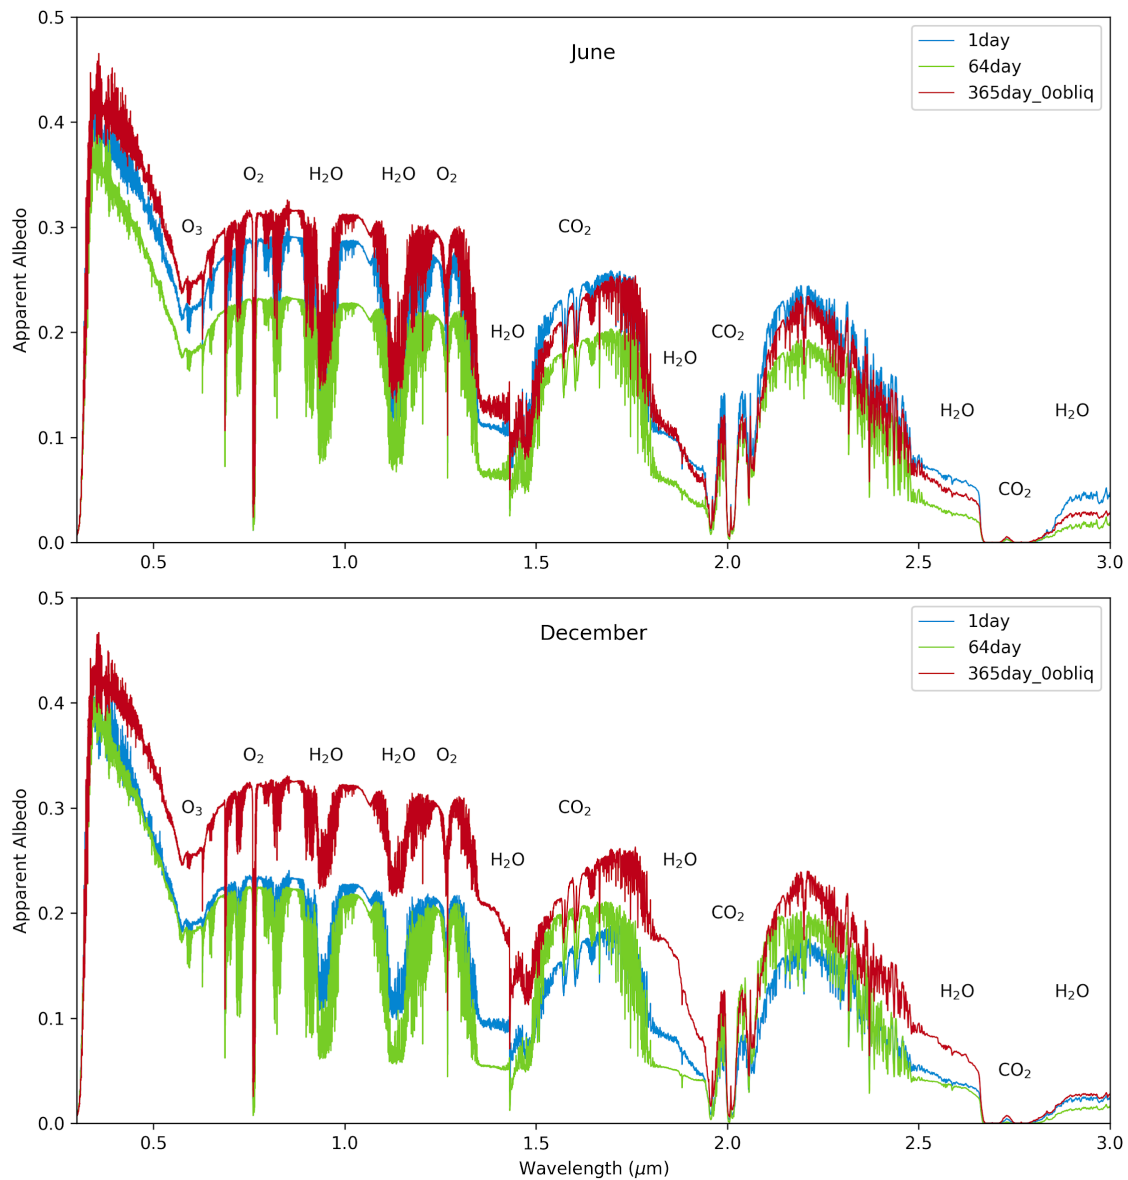 June
1day
64day
365day_0obliq
O₂ H₂O H₂O O₂
O₃ CO₂
H₂O CO₂
H₂O
H₂O H₂O
CO₂
Apparent Albedo
0.5
0.4
0.3
0.2
0.1
0.0
0.5 1.0 1.5 2.0 2.5 3.0
December
1day
64day
365day_0obliq
O₂ H₂O H₂O O₂
O₃ CO₂
H₂O H₂O
CO₂
H₂O H₂O
CO₂
Apparent Albedo
0.5
0.4
0.3
0.2
0.1
0.0
0.5 1.0 1.5 2.0 2.5 3.0
Wavelength (μm)